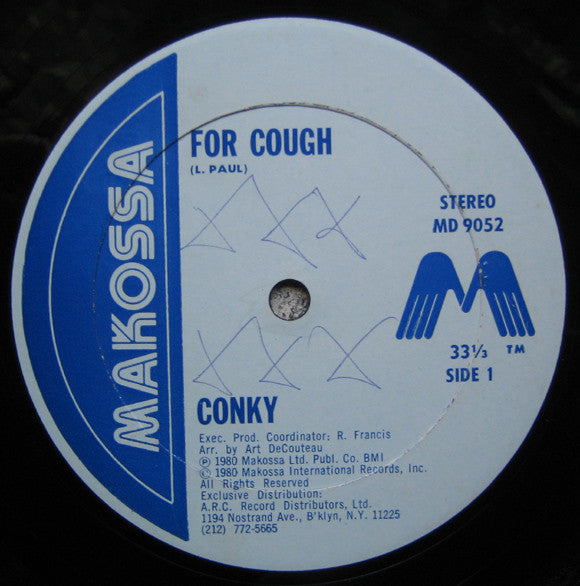 MAKOSSA
FOR COUGH
(L. PAUL)
STEREO
MD 9052
33⅓ TM
SIDE 1
CONKY
Exec. Prod. Coordinator: R. Francis
Arr. by Art DeCouteau
Ⓟ 1980 Makossa Ltd. Publ. Co. BMI
© 1980 Makossa International Records, Inc.
All Rights Reserved
Exclusive Distribution:
A.R.C. Record Distributors, Ltd.
1194 Nostrand Ave., B'klyn, N.Y. 11225
(212) 772-5665